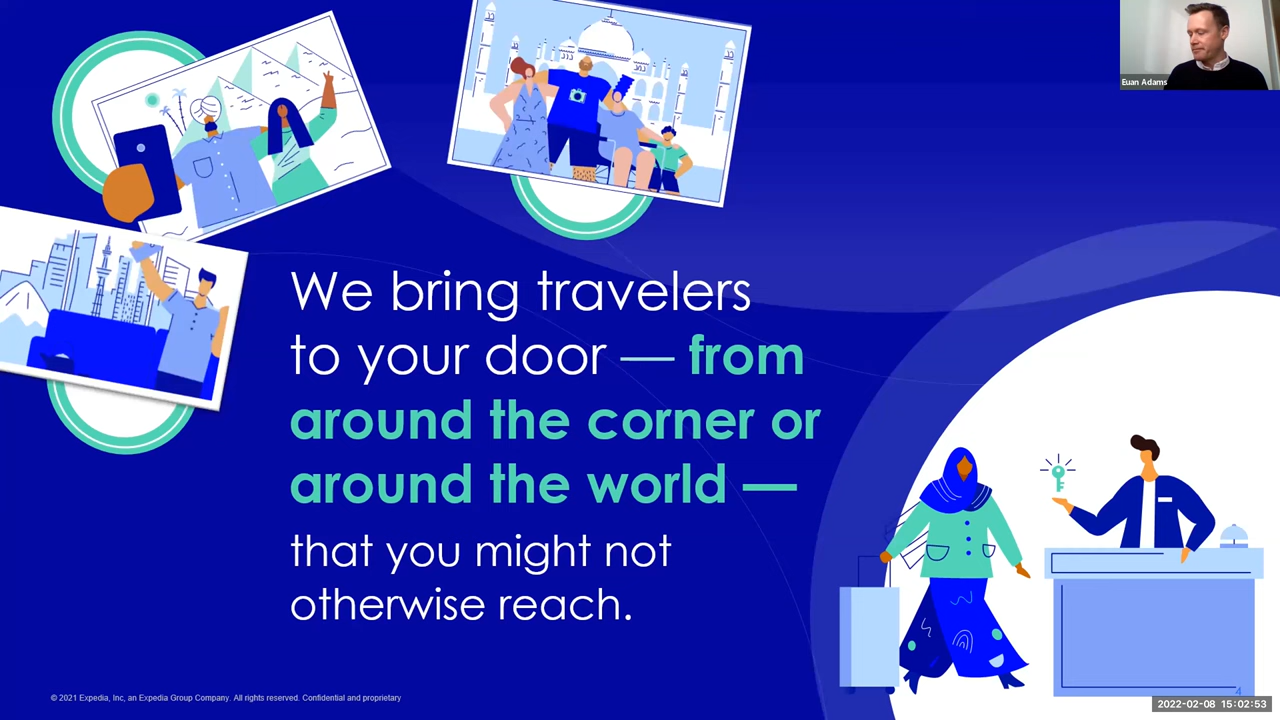 Euan Adams
We bring travelers
to your door — from
around the corner or
around the world —
that you might not
otherwise reach.
© 2021 Expedia, Inc, an Expedia Group Company. All rights reserved. Confidential and proprietary
4
2022-02-08 15:02:53